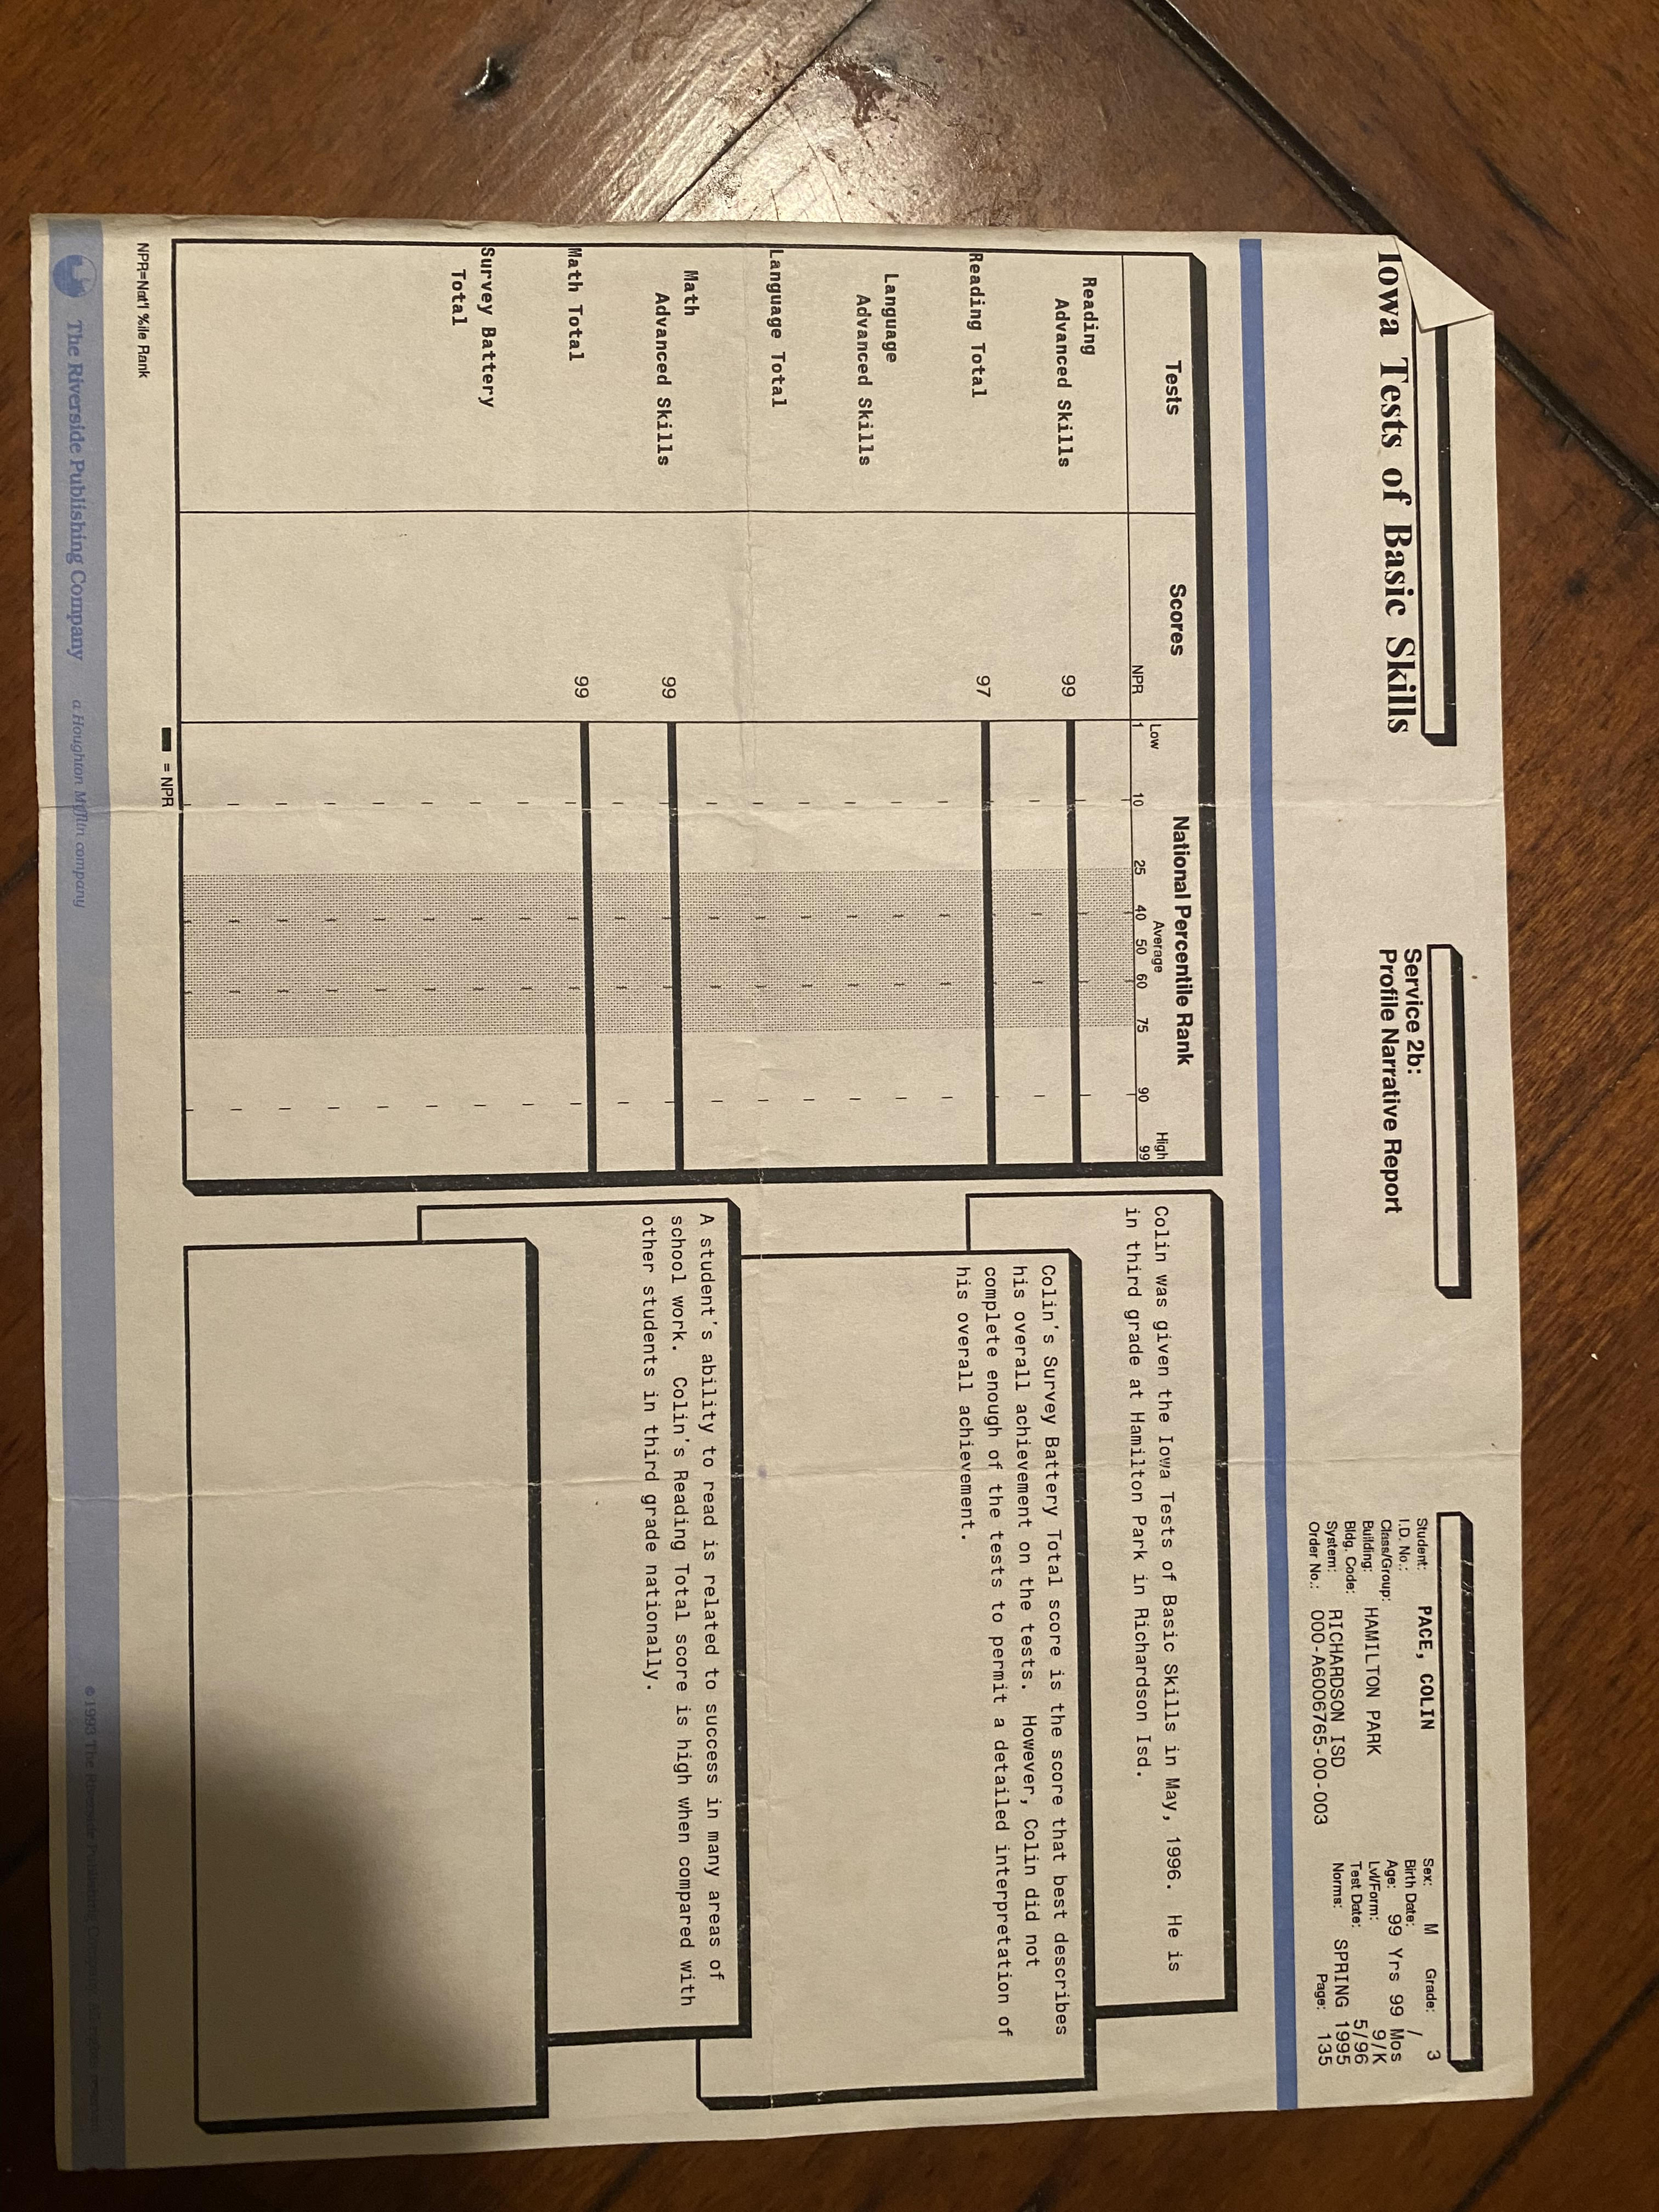 Iowa Tests of Basic Skills
Service 2b:
Profile Narrative Report
Student: PACE, COLIN
I.D. No.:
Class/Group:
Building: HAMILTON PARK
Bldg. Code:
System: RICHARDSON ISD
Order No.: 000-A6006765-00-003
Sex: M Grade: 3
Birth Date: /
Age: 99 Yrs 99 Mos
Lvl/Form: 9/K
Test Date: 5/96
Norms: SPRING 1995
Page: 135
Tests Scores National Percentile Rank
Low Average High
NPR 1 10 25 40 50 60 75 90 99
Reading
Advanced Skills 99
Reading Total 97
Language
Advanced Skills
Language Total
Math
Advanced Skills 99
Math Total 99
Survey Battery
Total
Colin was given the Iowa Tests of Basic Skills in May, 1996. He is
in third grade at Hamilton Park in Richardson Isd.
Colin's Survey Battery Total score is the score that best describes
his overall achievement on the tests. However, Colin did not
complete enough of the tests to permit a detailed interpretation of
his overall achievement.
A student's ability to read is related to success in many areas of
school work. Colin's Reading Total score is high when compared with
other students in third grade nationally.
NPR=Nat'l %ile Rank
= NPR
The Riverside Publishing Company a Houghton Mifflin company
© 1993 The Riverside Publishing Company.